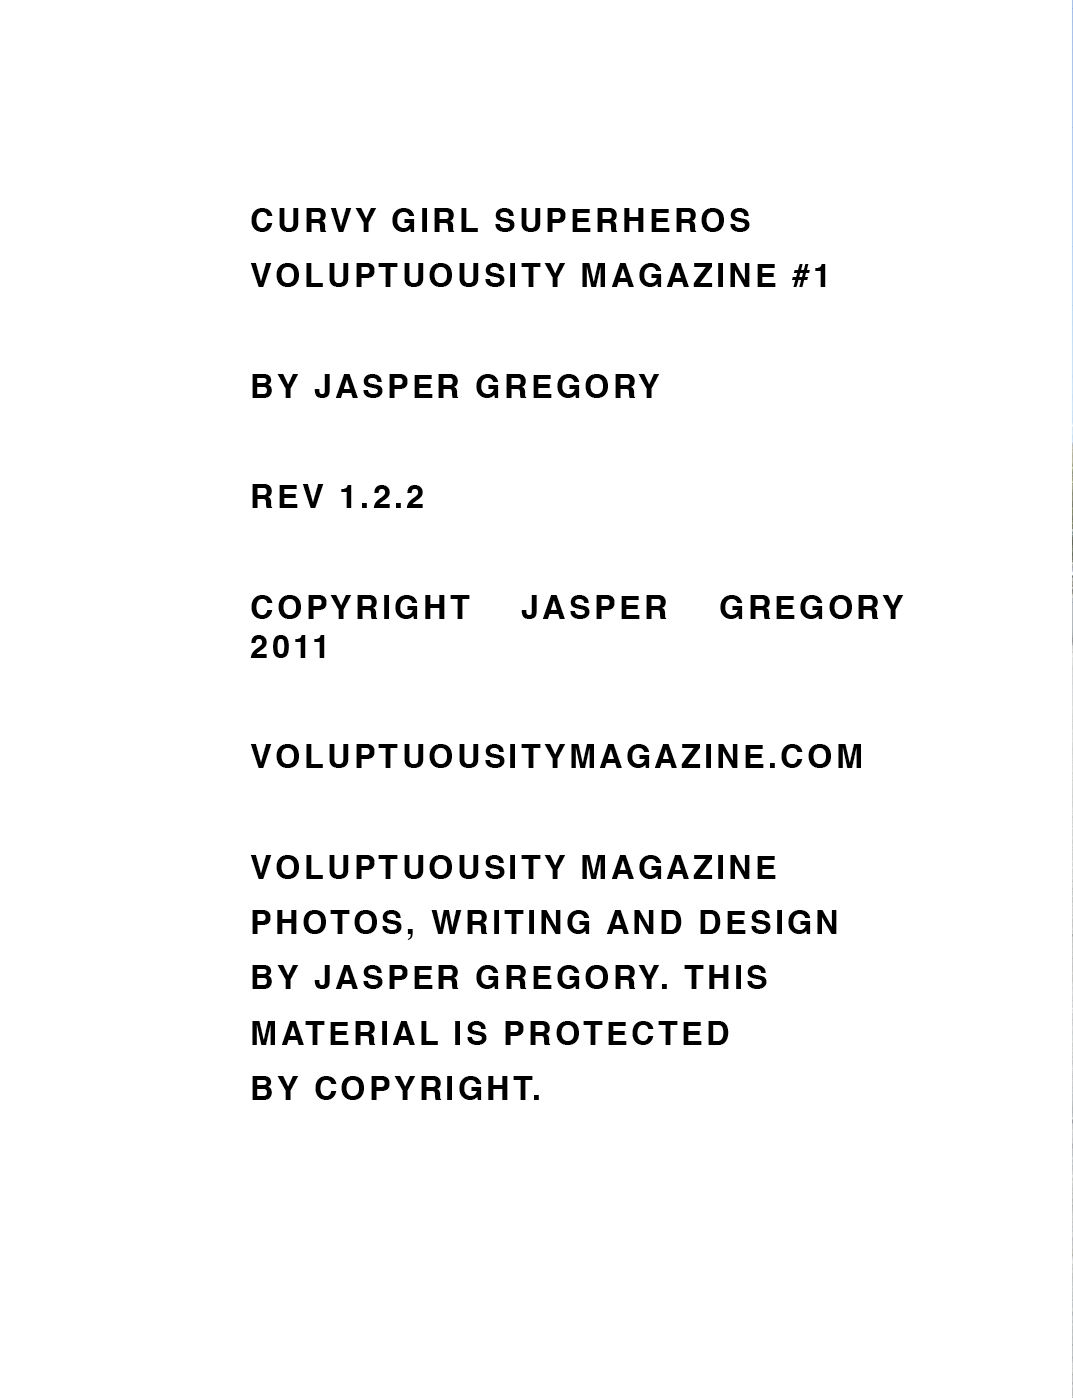 CURVY GIRL SUPERHEROS
VOLUPTUOUSITY MAGAZINE #1
BY JASPER GREGORY
REV 1.2.2
COPYRIGHT JASPER GREGORY
2011
VOLUPTUOUSITYMAGAZINE.COM
VOLUPTUOUSITY MAGAZINE
PHOTOS, WRITING AND DESIGN
BY JASPER GREGORY. THIS
MATERIAL IS PROTECTED
BY COPYRIGHT.